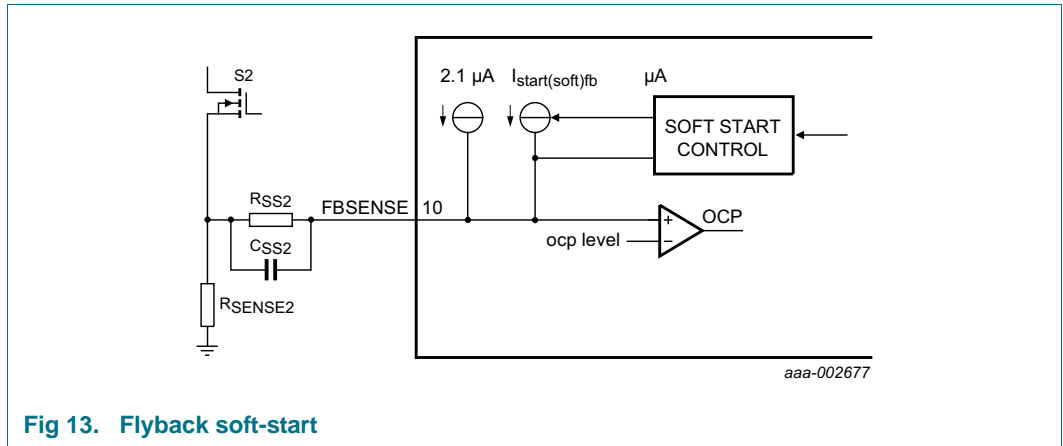 S2
2.1 µA
Istart(soft)fb
µA
SOFT START
CONTROL
RSS2
FBSENSE
10
CSS2
+
OCP
ocp level
−
RSENSE2
aaa-002677
Fig 13. Flyback soft-start